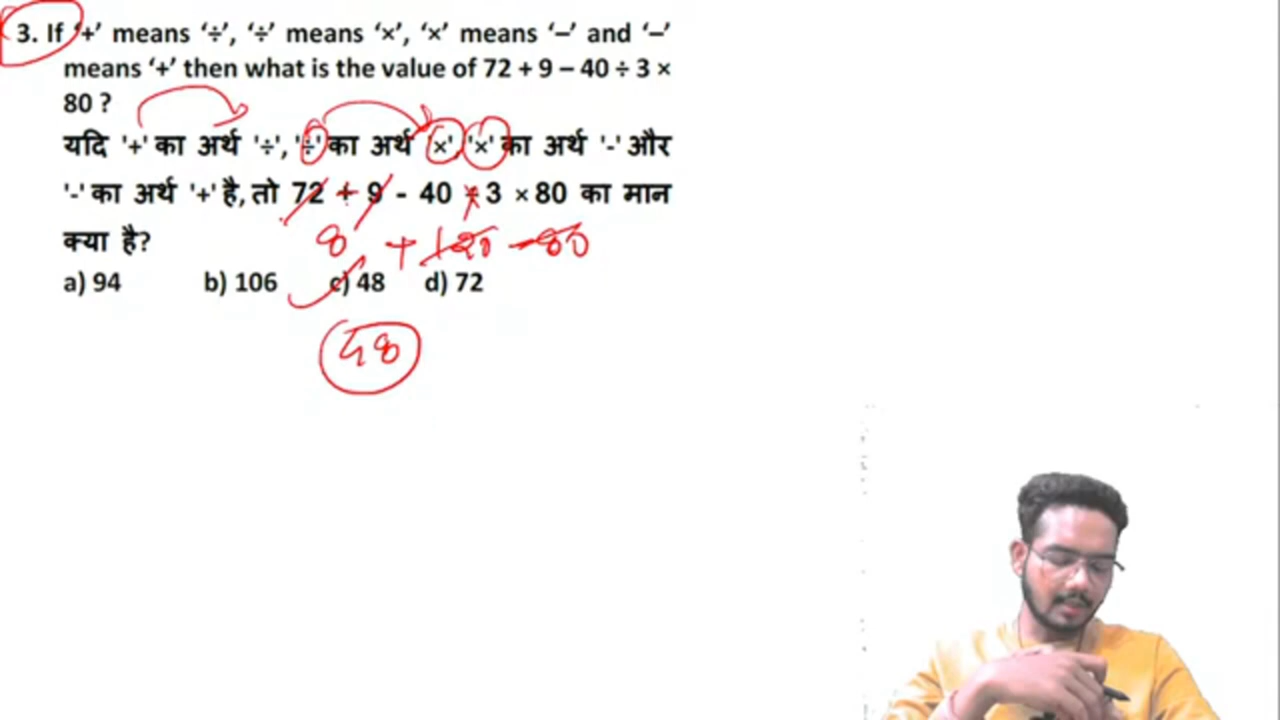 3. If ‘+’ means ‘÷’, ‘÷’ means ‘×’, ‘×’ means ‘–’ and ‘–’
means ‘+’ then what is the value of 72 + 9 – 40 ÷ 3 ×
80 ?
यदि '+' का अर्थ '÷', '÷' का अर्थ '×', '×' का अर्थ '-' और
'-' का अर्थ '+' है, तो 72 ÷ 9 - 40 ÷ 3 × 80 का मान
क्या है?
8 + 120 - 80
a) 94 b) 106 c) 48 d) 72
48